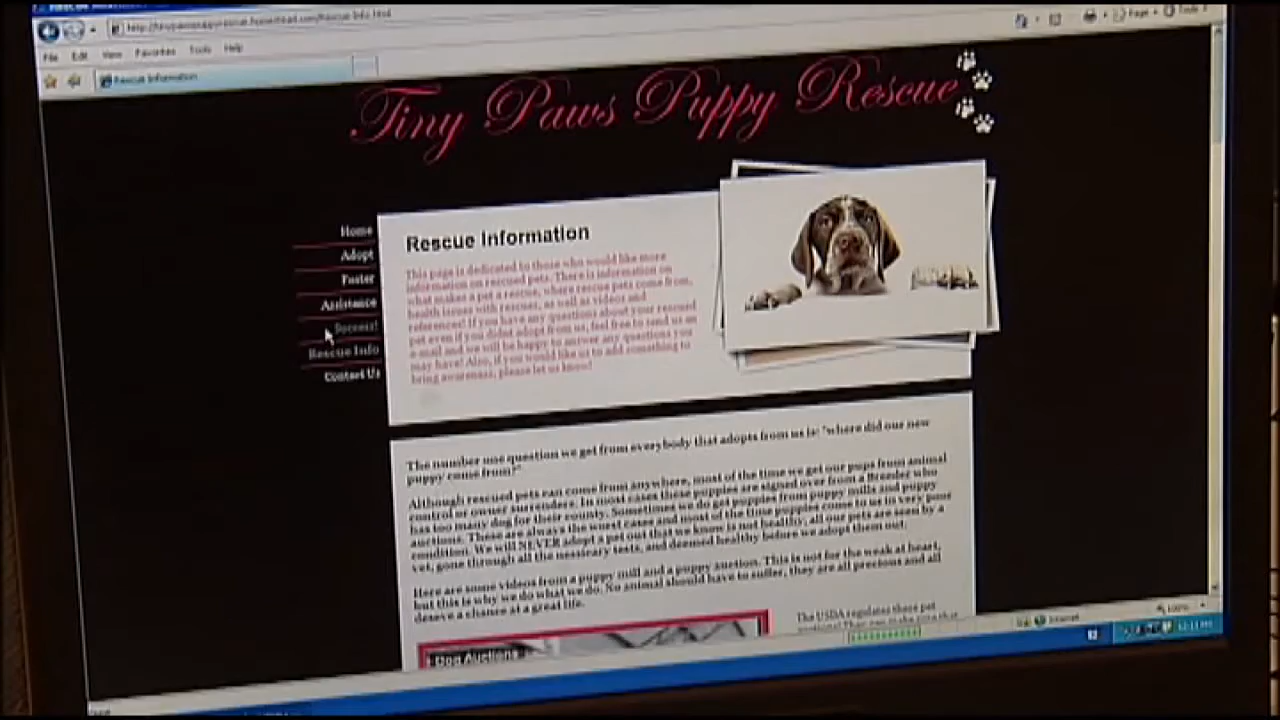 File Edit View Favorites Tools Help
Page Tools
Rescue Information
Tiny Paws Puppy Rescue
Home
Adopt
Foster
Assistance
Success!
Rescue Info
Contact Us
Rescue Information
This page is dedicated to those who would like more
information on rescued pets. There is information on
what makes a pet a rescue, where rescue pets come from,
health issues with rescues, as well as videos and
references! If you have any questions about your rescued
pet even if you didnt adopt from us, feel free to send us an
e-mail and we will be happy to answer any questions you
may have! Also, if you would like us to add something to
bring awareness, please let us know!
The number one question we get from everybody that adopts from us is: "where did our new
puppy come from?"
Although rescued pets can come from anywhere, most of the time we get our pups from animal
control or owner surrenders. In most cases these puppies are signed over from a Breeder who
has too many dog for their county. Sometimes we do get puppies from puppy mills and puppy
auctions. These are always the worst cases and most of the time puppies come to us in very poor
condition. We will NEVER adopt a pet out that we know is not healthy, all our pets are seen by a
vet, gone through all the nessicary tests, and deemed healthy before we adopt them out.
Here are some videos from a puppy mill and a puppy auction. This is not for the weak at heart,
but this is why we do what we do. No animal should have to suffer, they are all precious and all
deseve a chance at a great life.
Dog Auctions
The USDA regulates these pet
Internet
100%